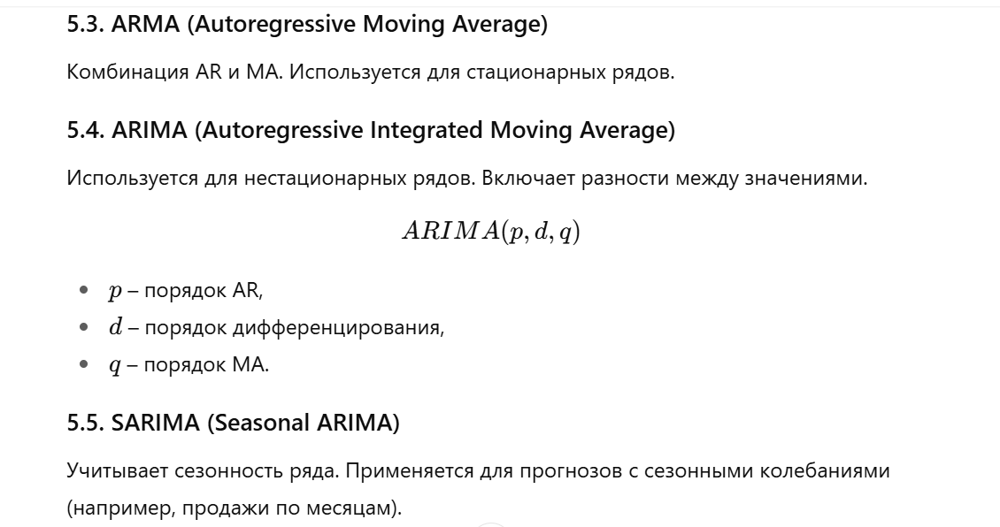 5.3. ARMA (Autoregressive Moving Average)
Комбинация AR и MA. Используется для стационарных рядов.
5.4. ARIMA (Autoregressive Integrated Moving Average)
Используется для нестационарных рядов. Включает разности между значениями.
ARIMA(p, d, q)
• p – порядок AR,
• d – порядок дифференцирования,
• q – порядок MA.
5.5. SARIMA (Seasonal ARIMA)
Учитывает сезонность ряда. Применяется для прогнозов с сезонными колебаниями
(например, продажи по месяцам).